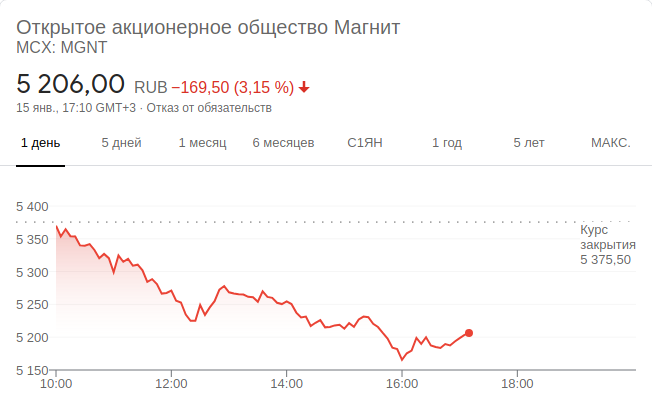 Открытое акционерное общество Магнит
MCX: MGNT
5 206,00 RUB −169,50 (3,15 %)
15 янв., 17:10 GMT+3 · Отказ от обязательств
1 день 5 дней 1 месяц 6 месяцев С1ЯН 1 год 5 лет МАКС.
5 400
Курс
5 350 закрытия
5 375,50
5 300
5 250
5 200
5 150
10:00 12:00 14:00 16:00 18:00